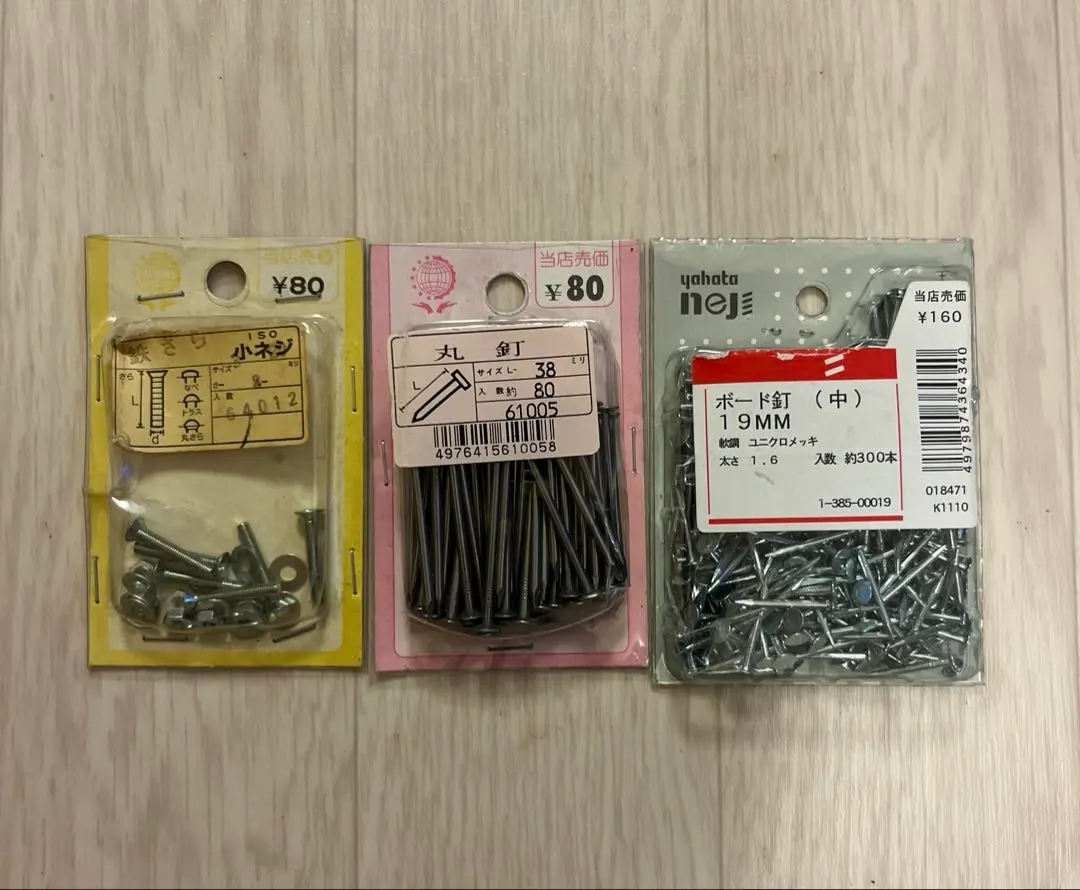 当店売価
¥80
鉄さら
ISO
小ネジ
ミリ
サイズ
さら
L
d
なべ
トラス
丸さら
入数
64012
当店売価
¥80
丸 釘
ミリ
サイズ L- 38
入数 約 80
61005
L
4976415610058
yahata
neji
当店売価
¥160
ボード釘 (中)
19MM
軟鋼 ユニクロメッキ
太さ 1.6 入数 約300本
1-385-00019
4979874364340
018471
K1110